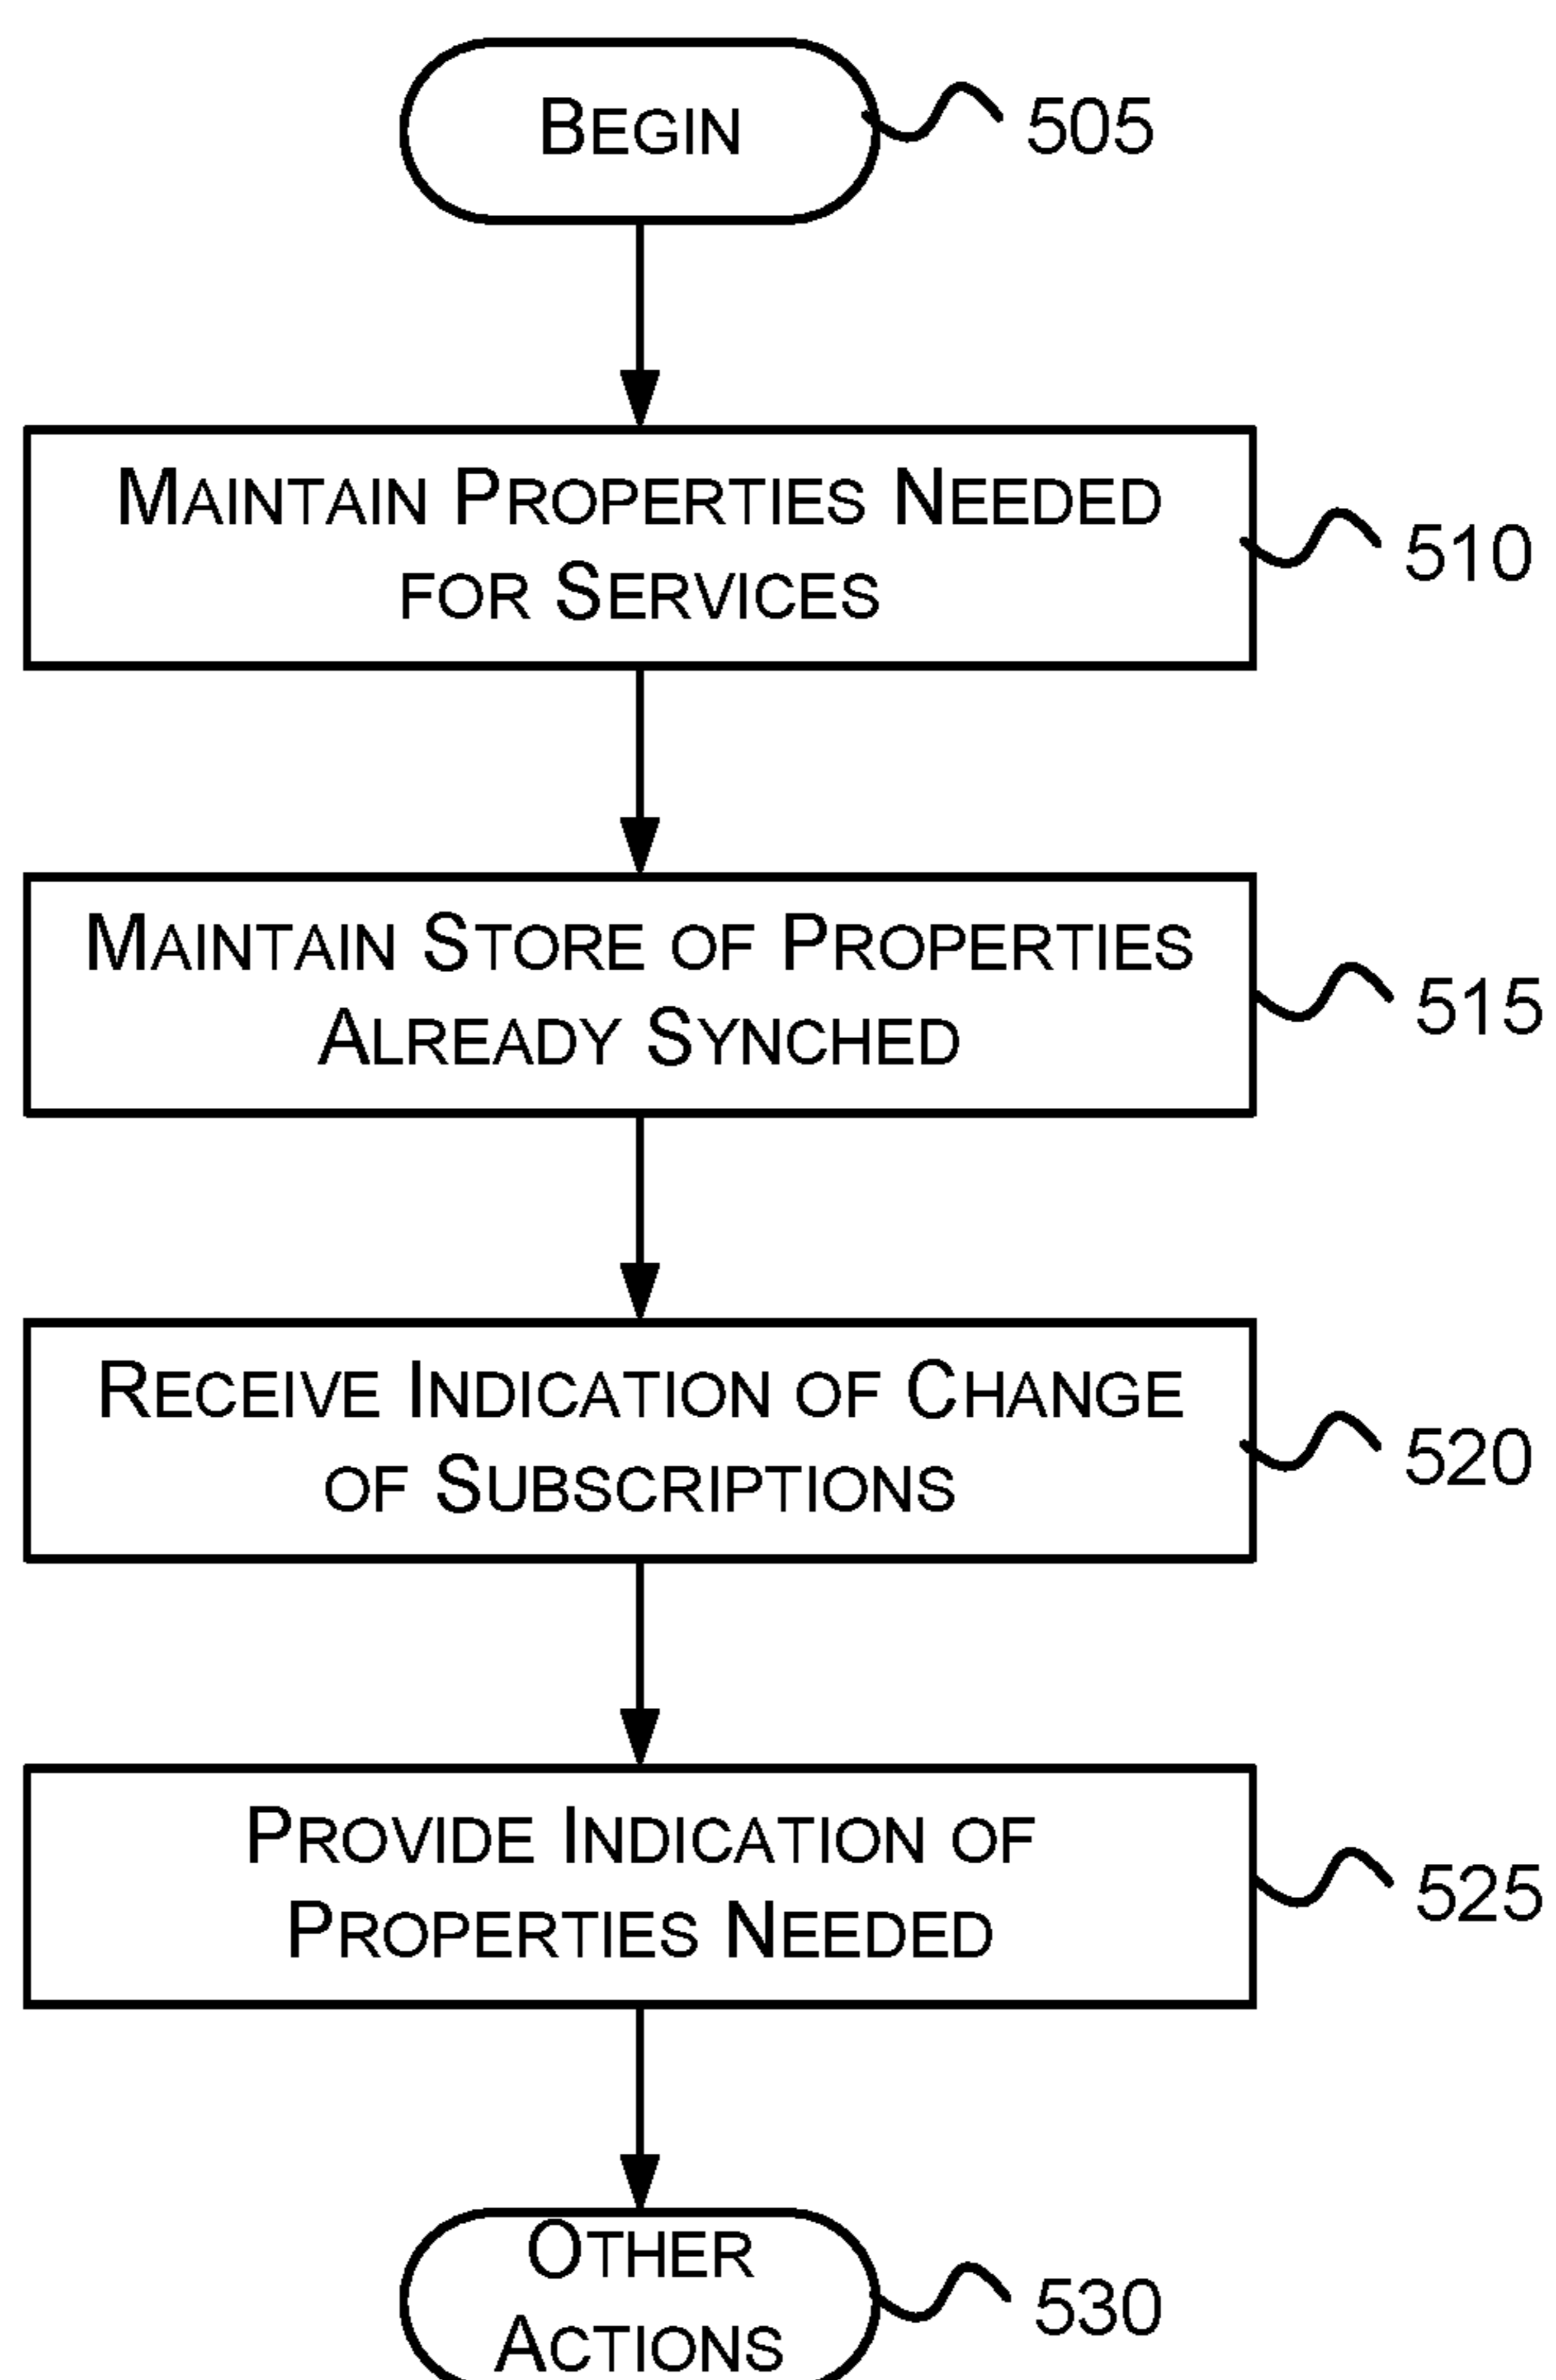 BEGIN
505
MAINTAIN PROPERTIES NEEDED
FOR SERVICES
510
MAINTAIN STORE OF PROPERTIES
ALREADY SYNCHED
515
RECEIVE INDICATION OF CHANGE
OF SUBSCRIPTIONS
520
PROVIDE INDICATION OF
PROPERTIES NEEDED
525
OTHER
ACTIONS
530